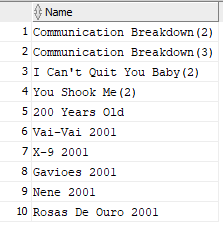 Name
1 Communication Breakdown(2)
2 Communication Breakdown(3)
3 I Can't Quit You Baby(2)
4 You Shook Me(2)
5 200 Years Old
6 Vai-Vai 2001
7 X-9 2001
8 Gavioes 2001
9 Nene 2001
10 Rosas De Ouro 2001